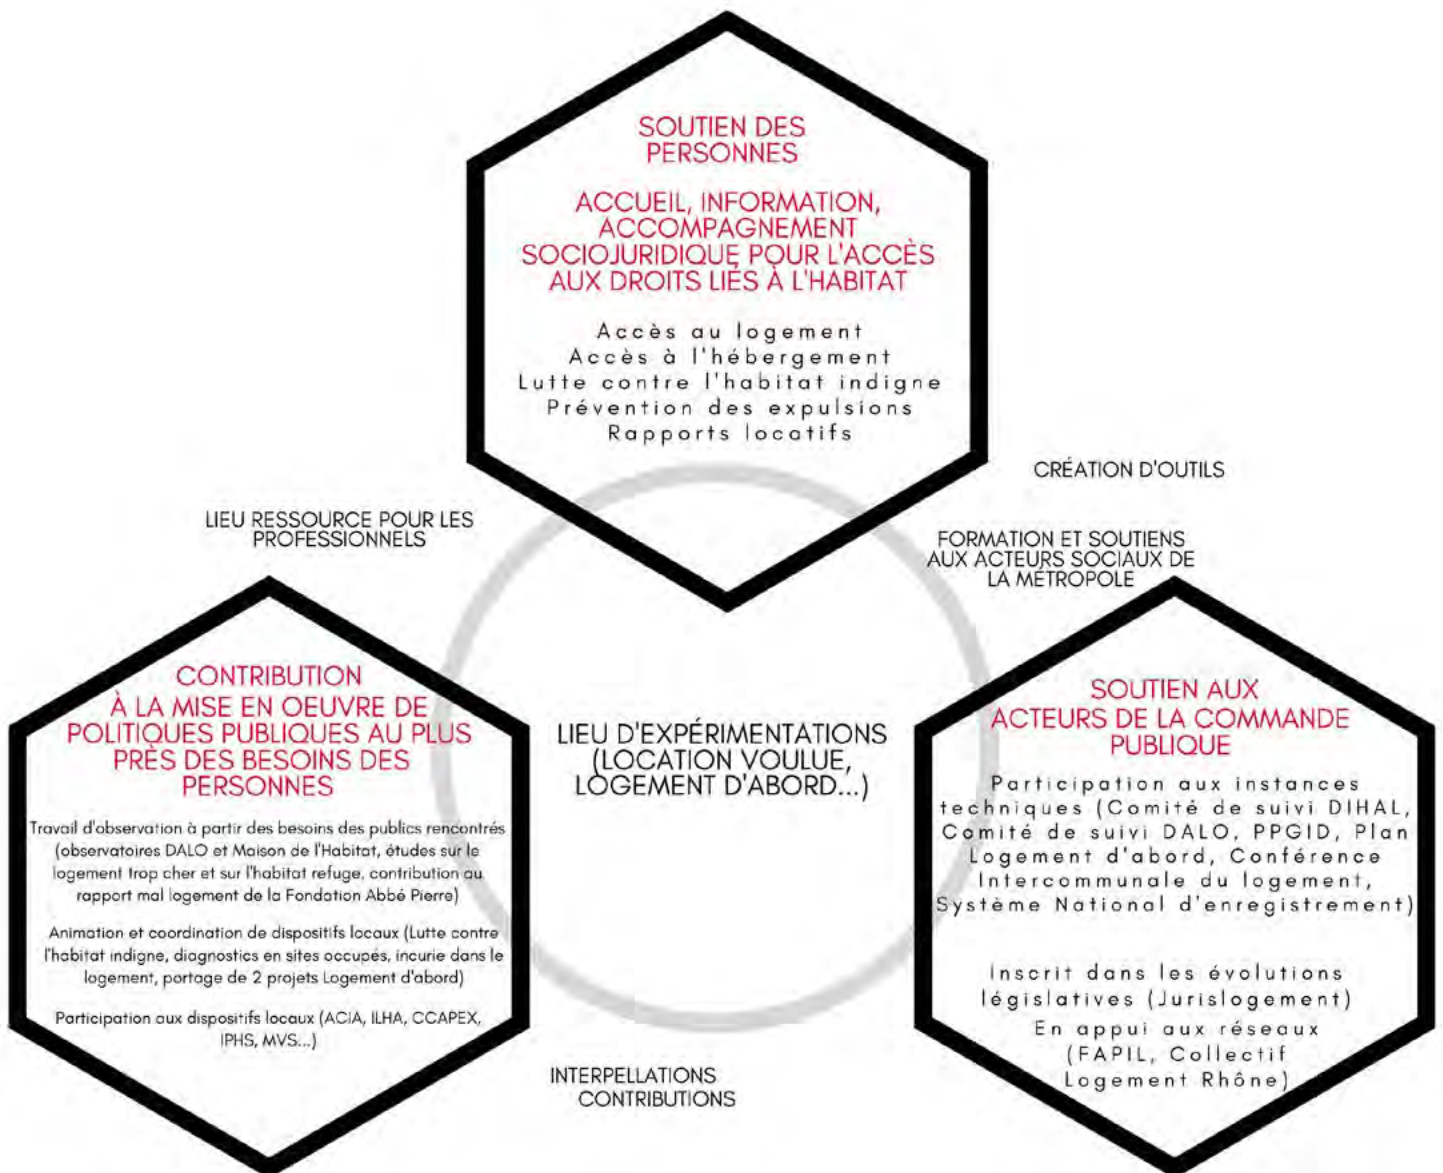 SOUTIEN DES
PERSONNES
ACCUEIL, INFORMATION,
ACCOMPAGNEMENT
SOCIOJURIDIQUE POUR L'ACCÈS
AUX DROITS LIÉS À L'HABITAT
Accès au logement
Accès à l'hébergement
Lutte contre l'habitat indigne
Prévention des expulsions
Rapports locatifs
CRÉATION D'OUTILS
LIEU RESSOURCE POUR LES
PROFESSIONNELS
FORMATION ET SOUTIENS
AUX ACTEURS SOCIAUX DE
LA MÉTROPOLE
CONTRIBUTION
À LA MISE EN OEUVRE DE
POLITIQUES PUBLIQUES AU PLUS
PRÈS DES BESOINS DES
PERSONNES
Travail d'observation à partir des besoins des publics rencontrés
(observatoires DALO et Maison de l'Habitat, études sur le
logement trop cher et sur l'habitat refuge, contribution au
rapport mal logement de la Fondation Abbé Pierre)
Animation et coordination de dispositifs locaux (Lutte contre
l'habitat indigne, diagnostics en sites occupés, incurie dans le
logement, portage de 2 projets Logement d'abord)
Participation aux dispositifs locaux (ACIA, ILHA, CCAPEX,
IPHS, MVS...)
LIEU D'EXPÉRIMENTATIONS
(LOCATION VOULUE,
LOGEMENT D'ABORD...)
SOUTIEN AUX
ACTEURS DE LA COMMANDE
PUBLIQUE
Participation aux instances
techniques (Comité de suivi DIHAL,
Comité de suivi DALO, PPGID, Plan
Logement d'abord, Conférence
Intercommunale du logement,
Système National d'enregistrement)
Inscrit dans les évolutions
législatives (Jurislogement)
En appui aux réseaux
(FAPIL, Collectif
Logement Rhône)
INTERPELLATIONS
CONTRIBUTIONS